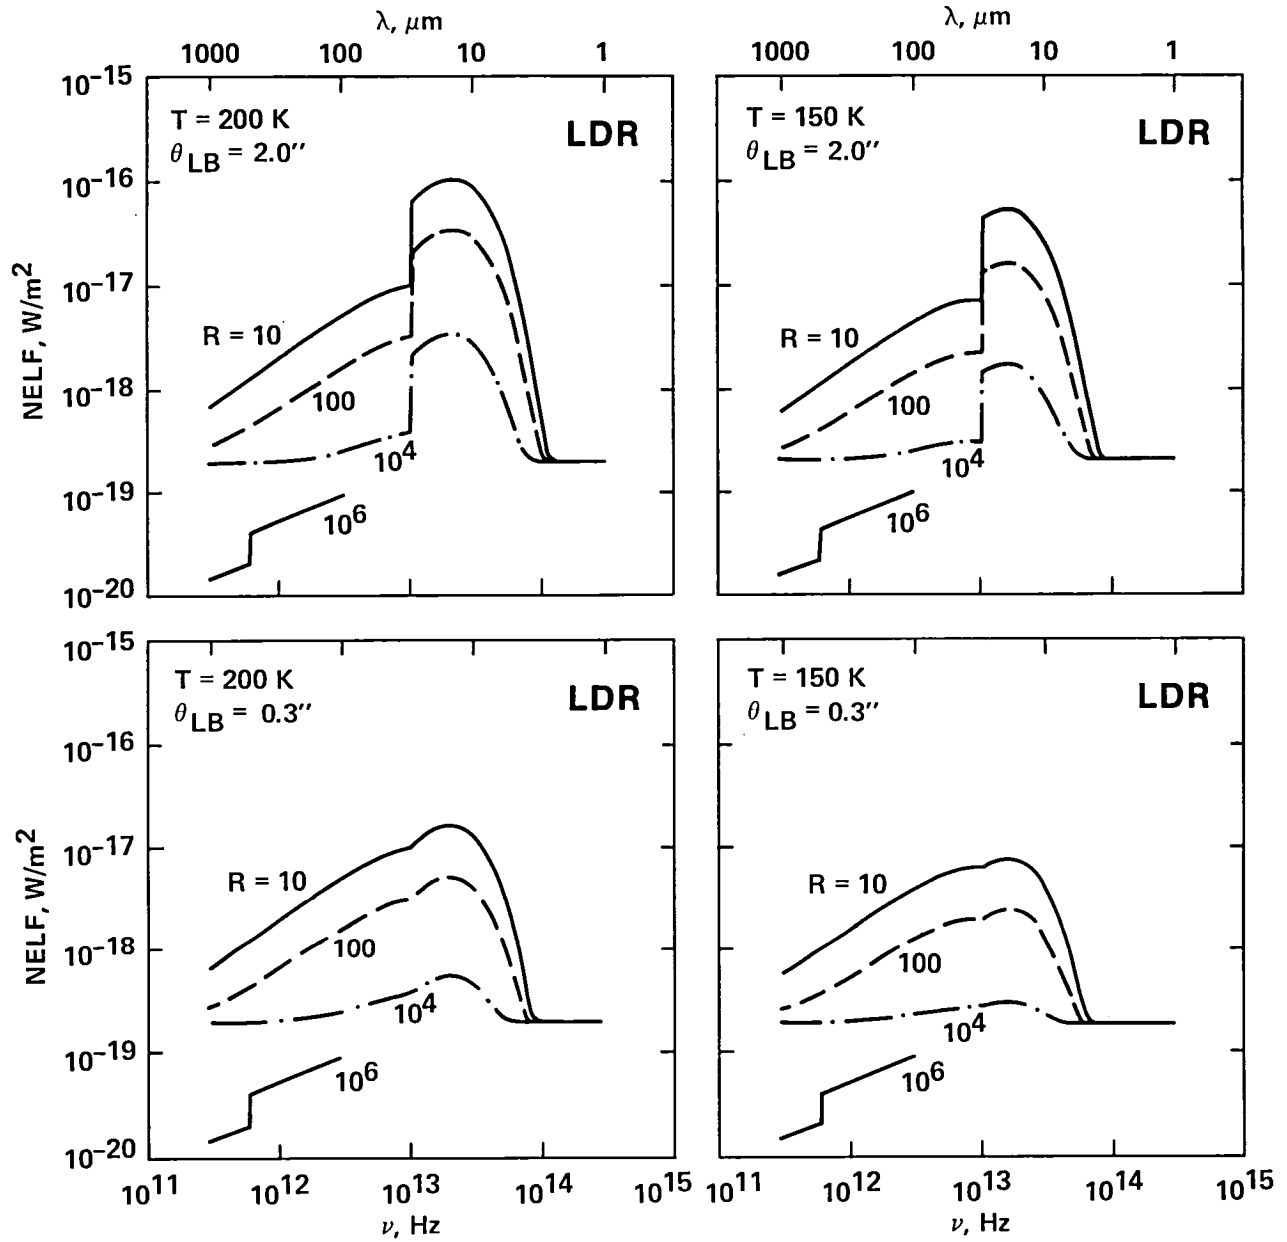 λ, μm
1000 100 10 1
λ, μm
1000 100 10 1
NELF, W/m²
10⁻¹⁵
10⁻¹⁶
10⁻¹⁷
10⁻¹⁸
10⁻¹⁹
10⁻²⁰
T = 200 K
θ LB = 2.0″
LDR
R = 10
100
10⁴
10⁶
T = 150 K
θ LB = 2.0″
LDR
R = 10
100
10⁴
10⁶
NELF, W/m²
10⁻¹⁵
10⁻¹⁶
10⁻¹⁷
10⁻¹⁸
10⁻¹⁹
10⁻²⁰
T = 200 K
θ LB = 0.3″
LDR
R = 10
100
10⁴
10⁶
T = 150 K
θ LB = 0.3″
LDR
R = 10
100
10⁴
10⁶
10¹¹ 10¹² 10¹³ 10¹⁴ 10¹⁵
ν, Hz
10¹¹ 10¹² 10¹³ 10¹⁴ 10¹⁵
ν, Hz